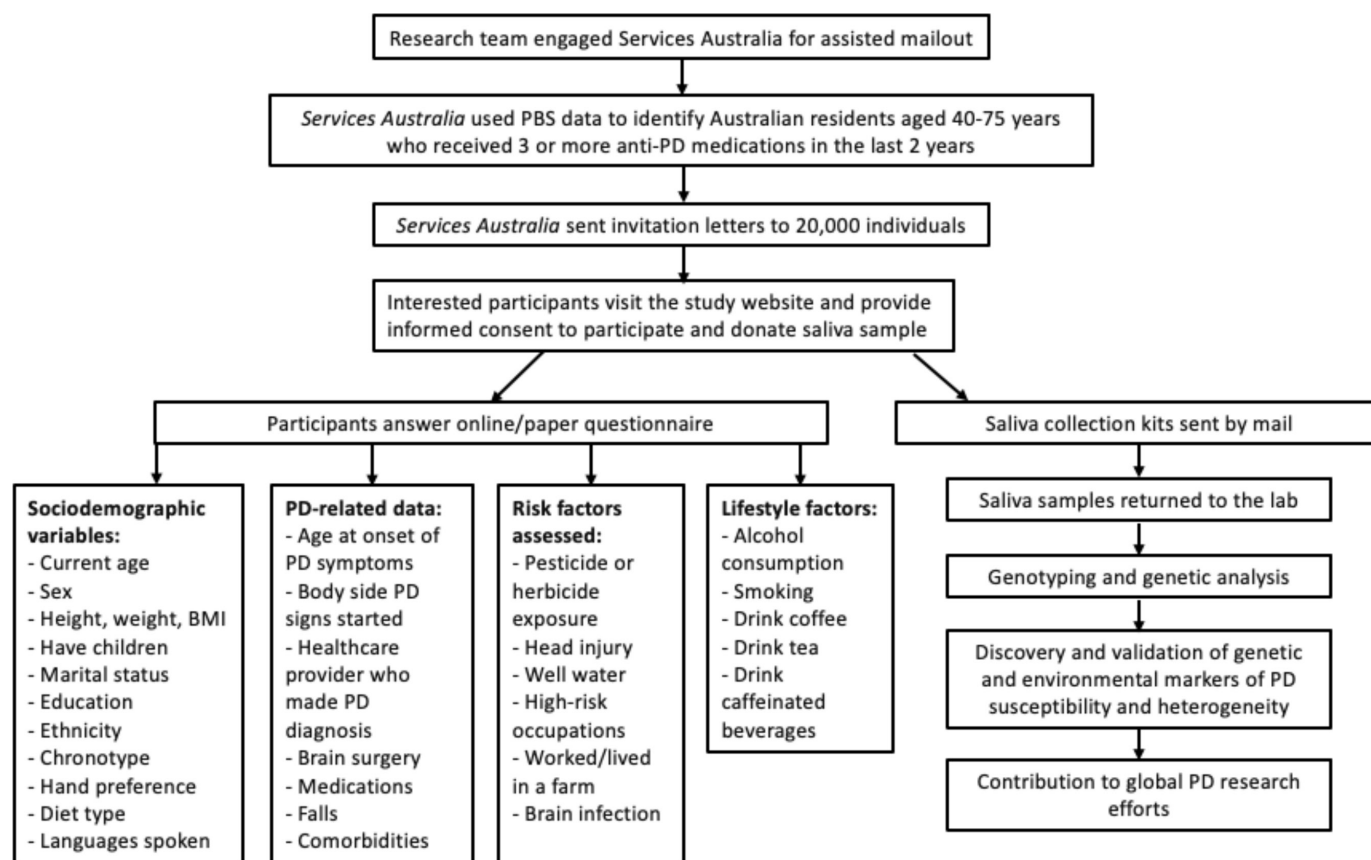 Research team engaged Services Australia for assisted mailout
Services Australia used PBS data to identify Australian residents aged 40-75 years
who received 3 or more anti-PD medications in the last 2 years
Services Australia sent invitation letters to 20,000 individuals
Interested participants visit the study website and provide
informed consent to participate and donate saliva sample
Participants answer online/paper questionnaire
Saliva collection kits sent by mail
Sociodemographic
variables:
- Current age
- Sex
- Height, weight, BMI
- Have children
- Marital status
- Education
- Ethnicity
- Chronotype
- Hand preference
- Diet type
- Languages spoken
PD-related data:
- Age at onset of
PD symptoms
- Body side PD
signs started
- Healthcare
provider who
made PD
diagnosis
- Brain surgery
- Medications
- Falls
- Comorbidities
Risk factors
assessed:
- Pesticide or
herbicide
exposure
- Head injury
- Well water
- High-risk
occupations
- Worked/lived
in a farm
- Brain infection
Lifestyle factors:
- Alcohol
consumption
- Smoking
- Drink coffee
- Drink tea
- Drink
caffeinated
beverages
Saliva samples returned to the lab
Genotyping and genetic analysis
Discovery and validation of genetic
and environmental markers of PD
susceptibility and heterogeneity
Contribution to global PD research
efforts